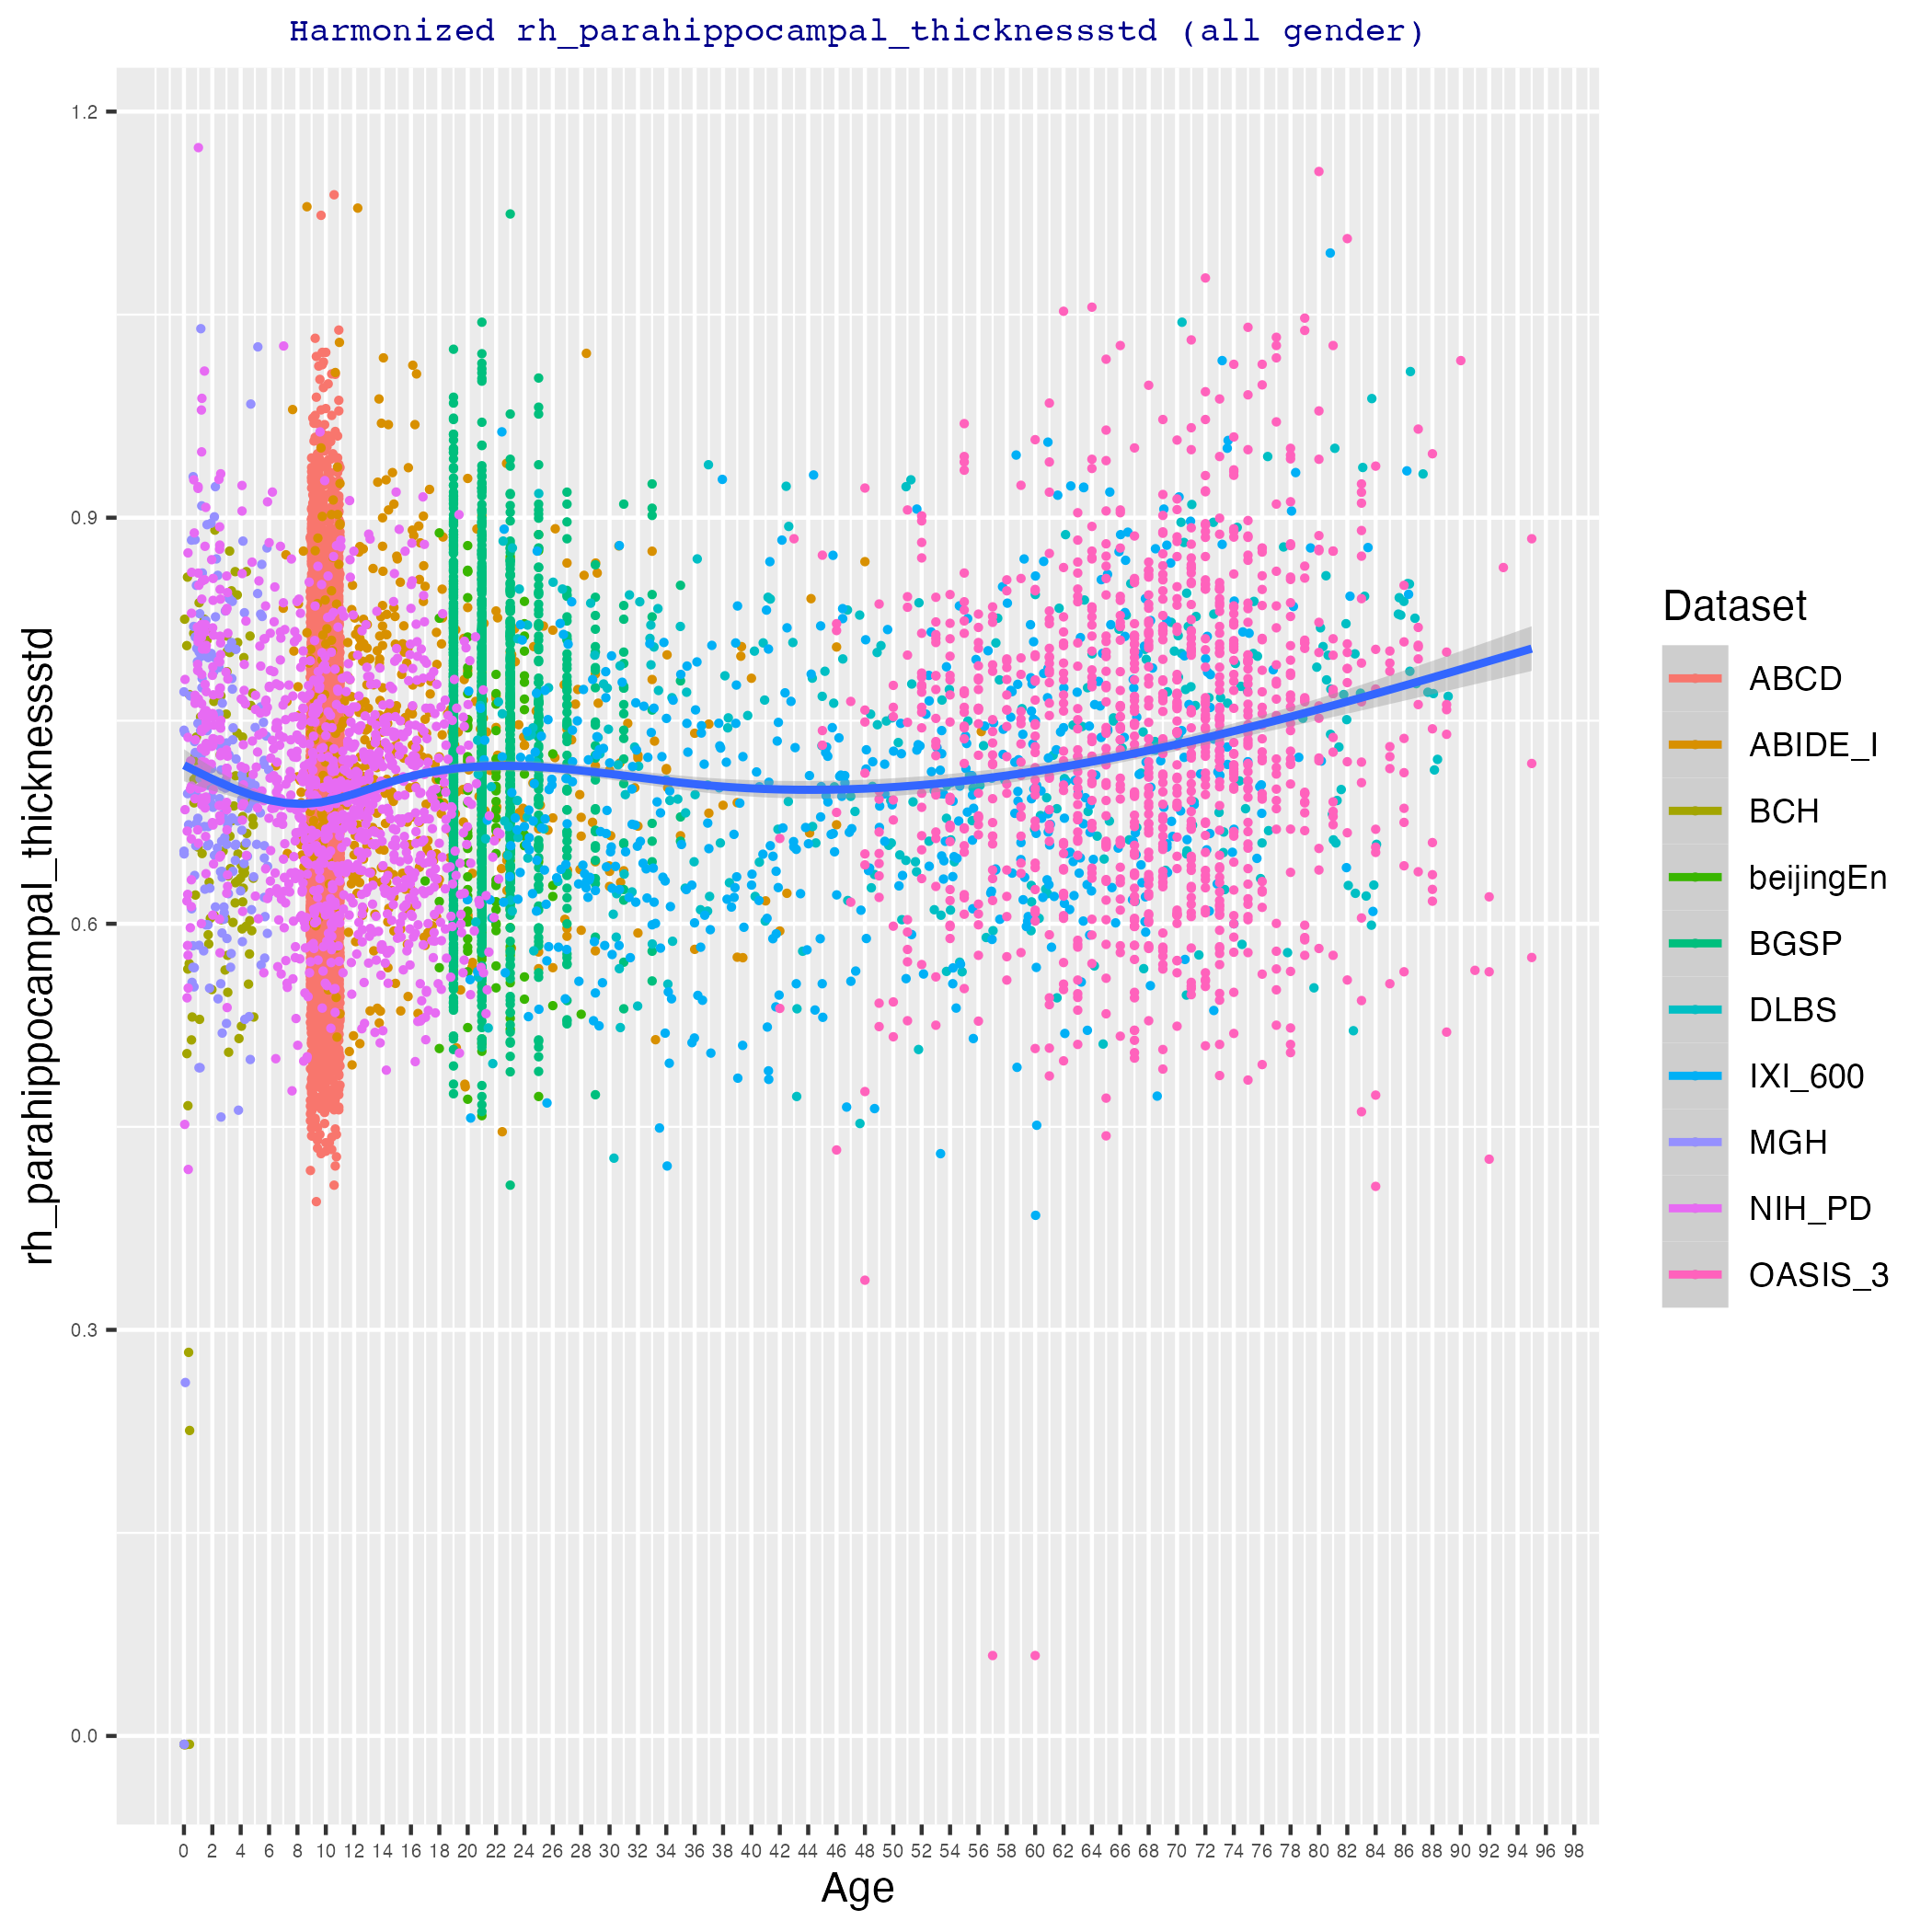 Harmonized rh_parahippocampal_thicknessstd (all gender)
rh_parahippocampal_thicknessstd
1.2
0.9
0.6
0.3
0.0
0 2 4 6 8 10 12 14 16 18 20 22 24 26 28 30 32 34 36 38 40 42 44 46 48 50 52 54 56 58 60 62 64 66 68 70 72 74 76 78 80 82 84 86 88 90 92 94 96 98
Age
Dataset
ABCD
ABIDE_I
BCH
beijingEn
BGSP
DLBS
IXI_600
MGH
NIH_PD
OASIS_3